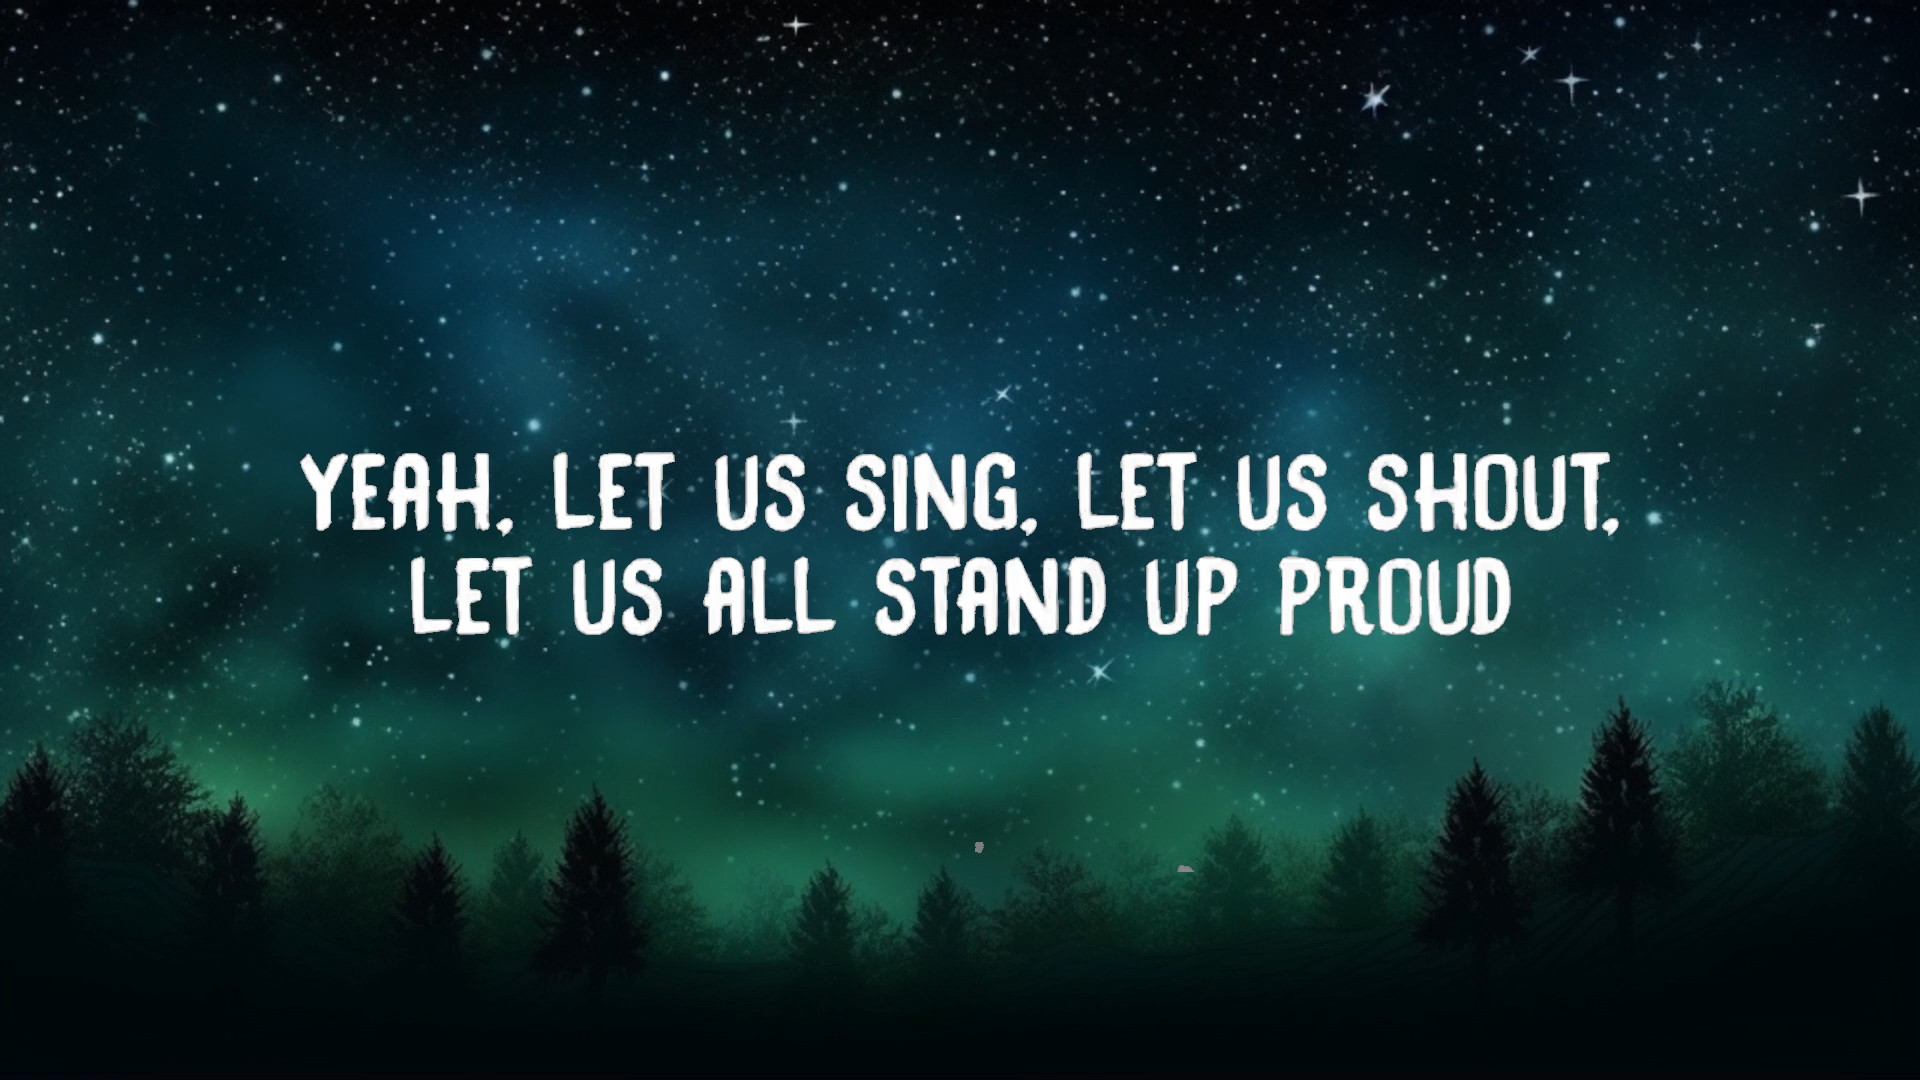 YEAH, LET US SING, LET US SHOUT,
LET US ALL STAND UP PROUD